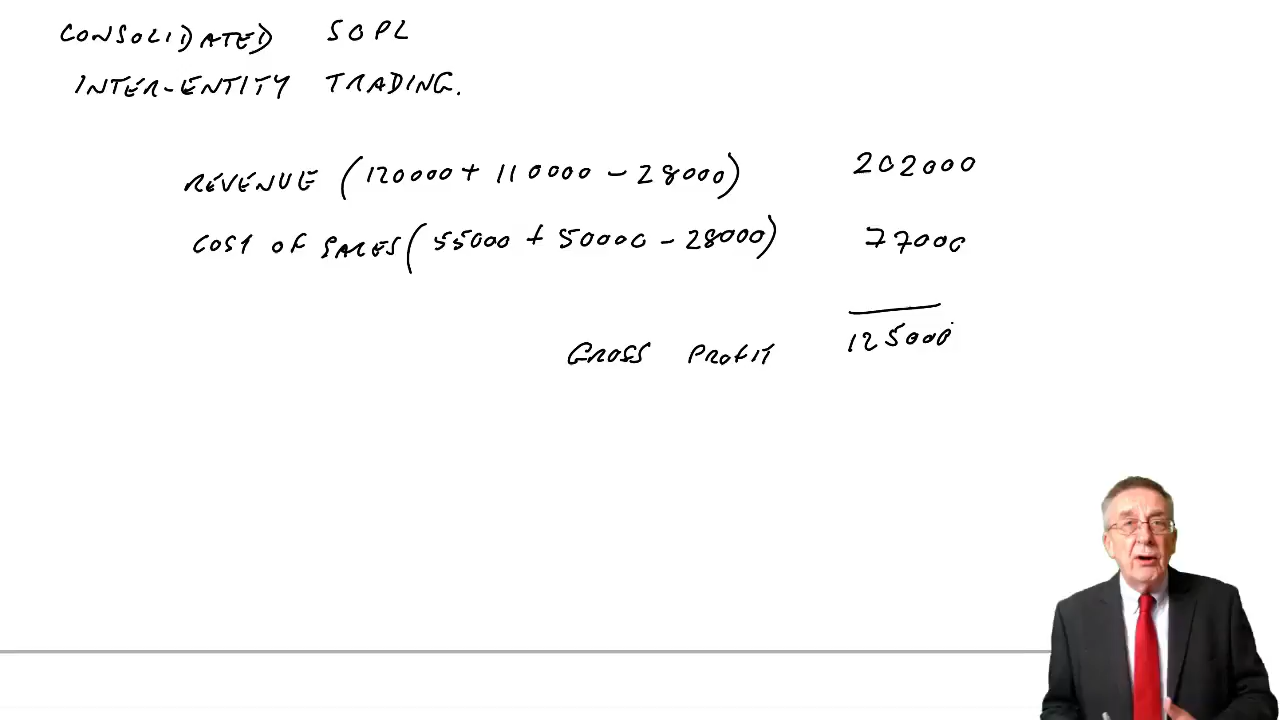 CONSOLIDATED SOPL
INTER-ENTITY TRADING.
REVENUE (120000 + 110000 - 28000) 202000
COST OF SALES (55000 + 50000 - 28000) 77000
GROSS PROFIT 125000